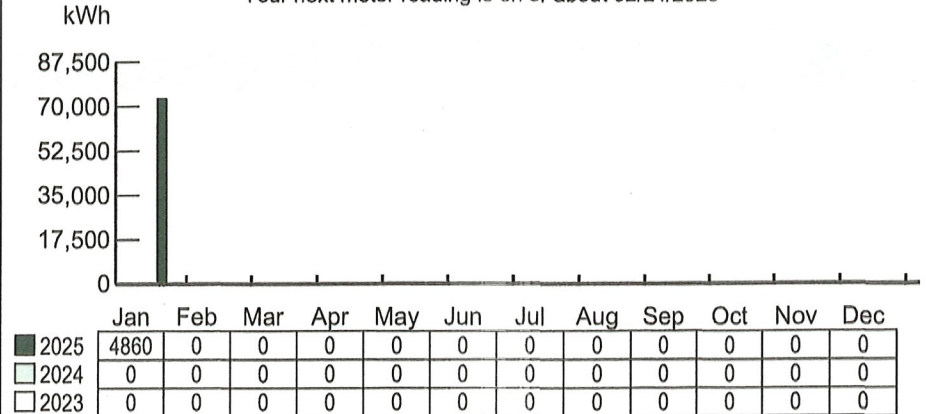 kWh
87,500
70,000
52,500
35,000
17,500
0
Jan Feb Mar Apr May Jun Jul Aug Sep Oct Nov Dec
2025 4860 0 0 0 0 0 0 0 0 0 0 0
2024 0 0 0 0 0 0 0 0 0 0 0 0
2023 0 0 0 0 0 0 0 0 0 0 0 0